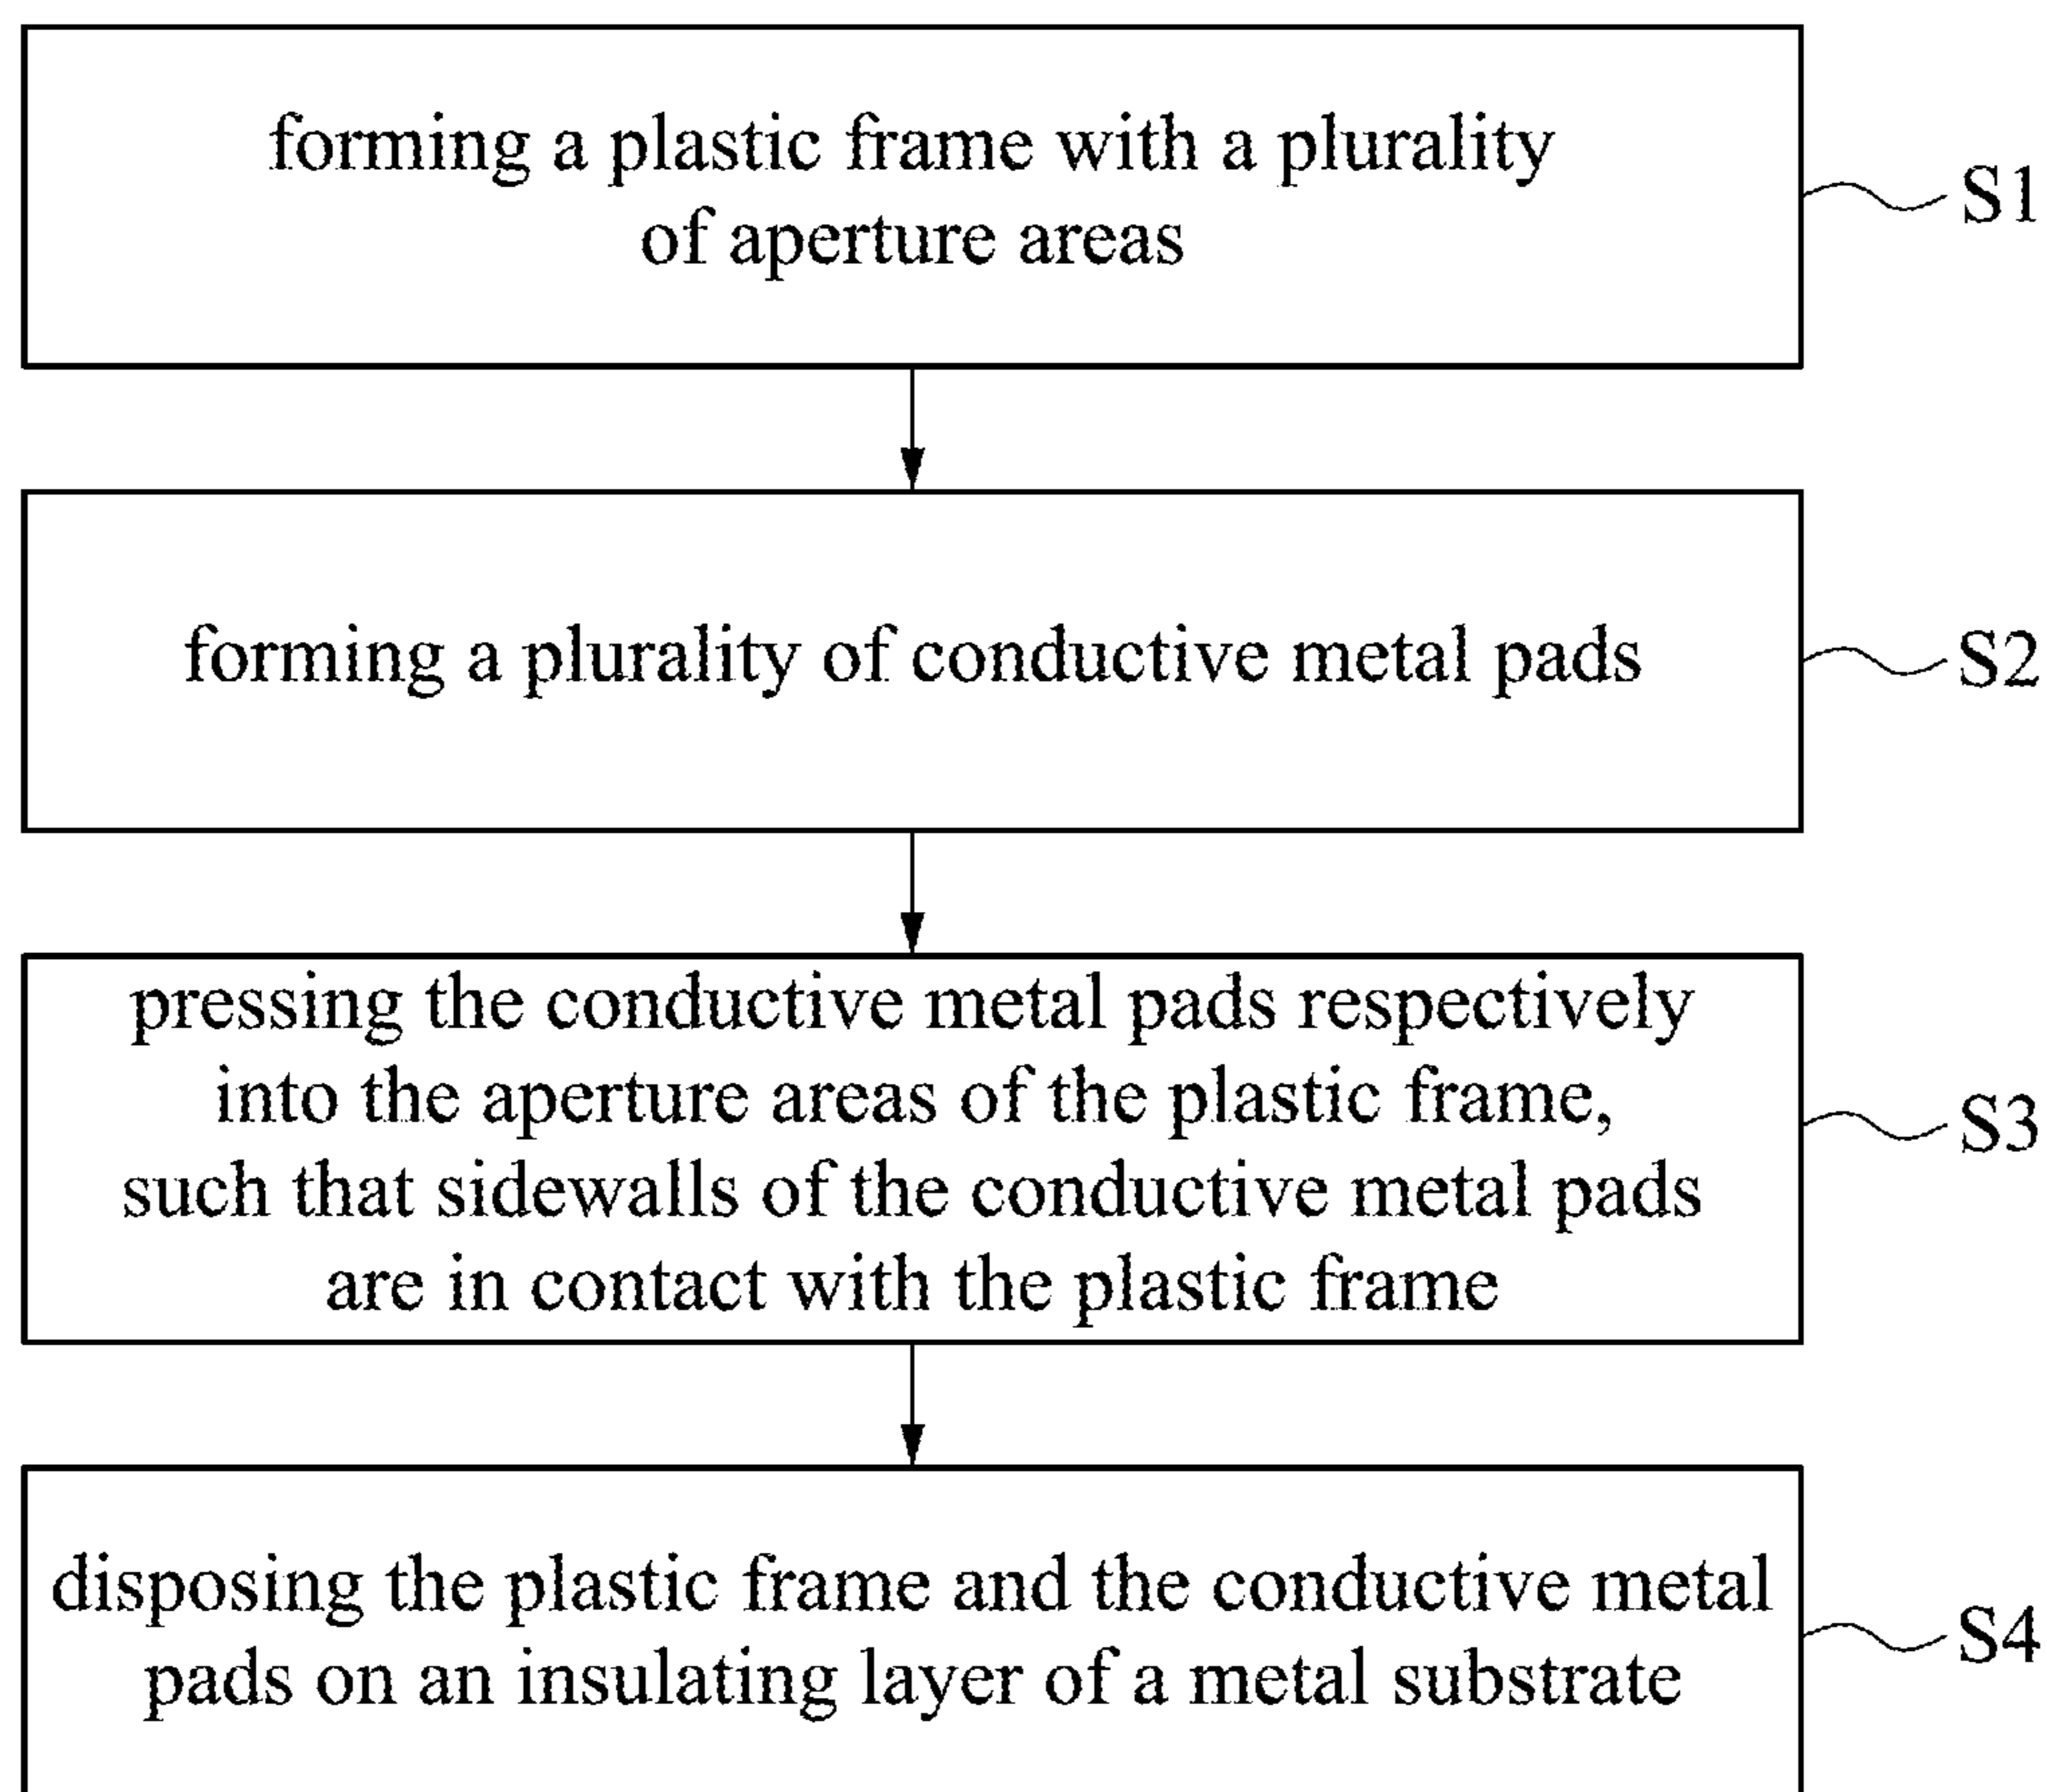 forming a plastic frame with a plurality
of aperture areas
S1
forming a plurality of conductive metal pads
S2
pressing the conductive metal pads respectively
into the aperture areas of the plastic frame,
such that sidewalls of the conductive metal pads
are in contact with the plastic frame
S3
disposing the plastic frame and the conductive metal
pads on an insulating layer of a metal substrate
S4